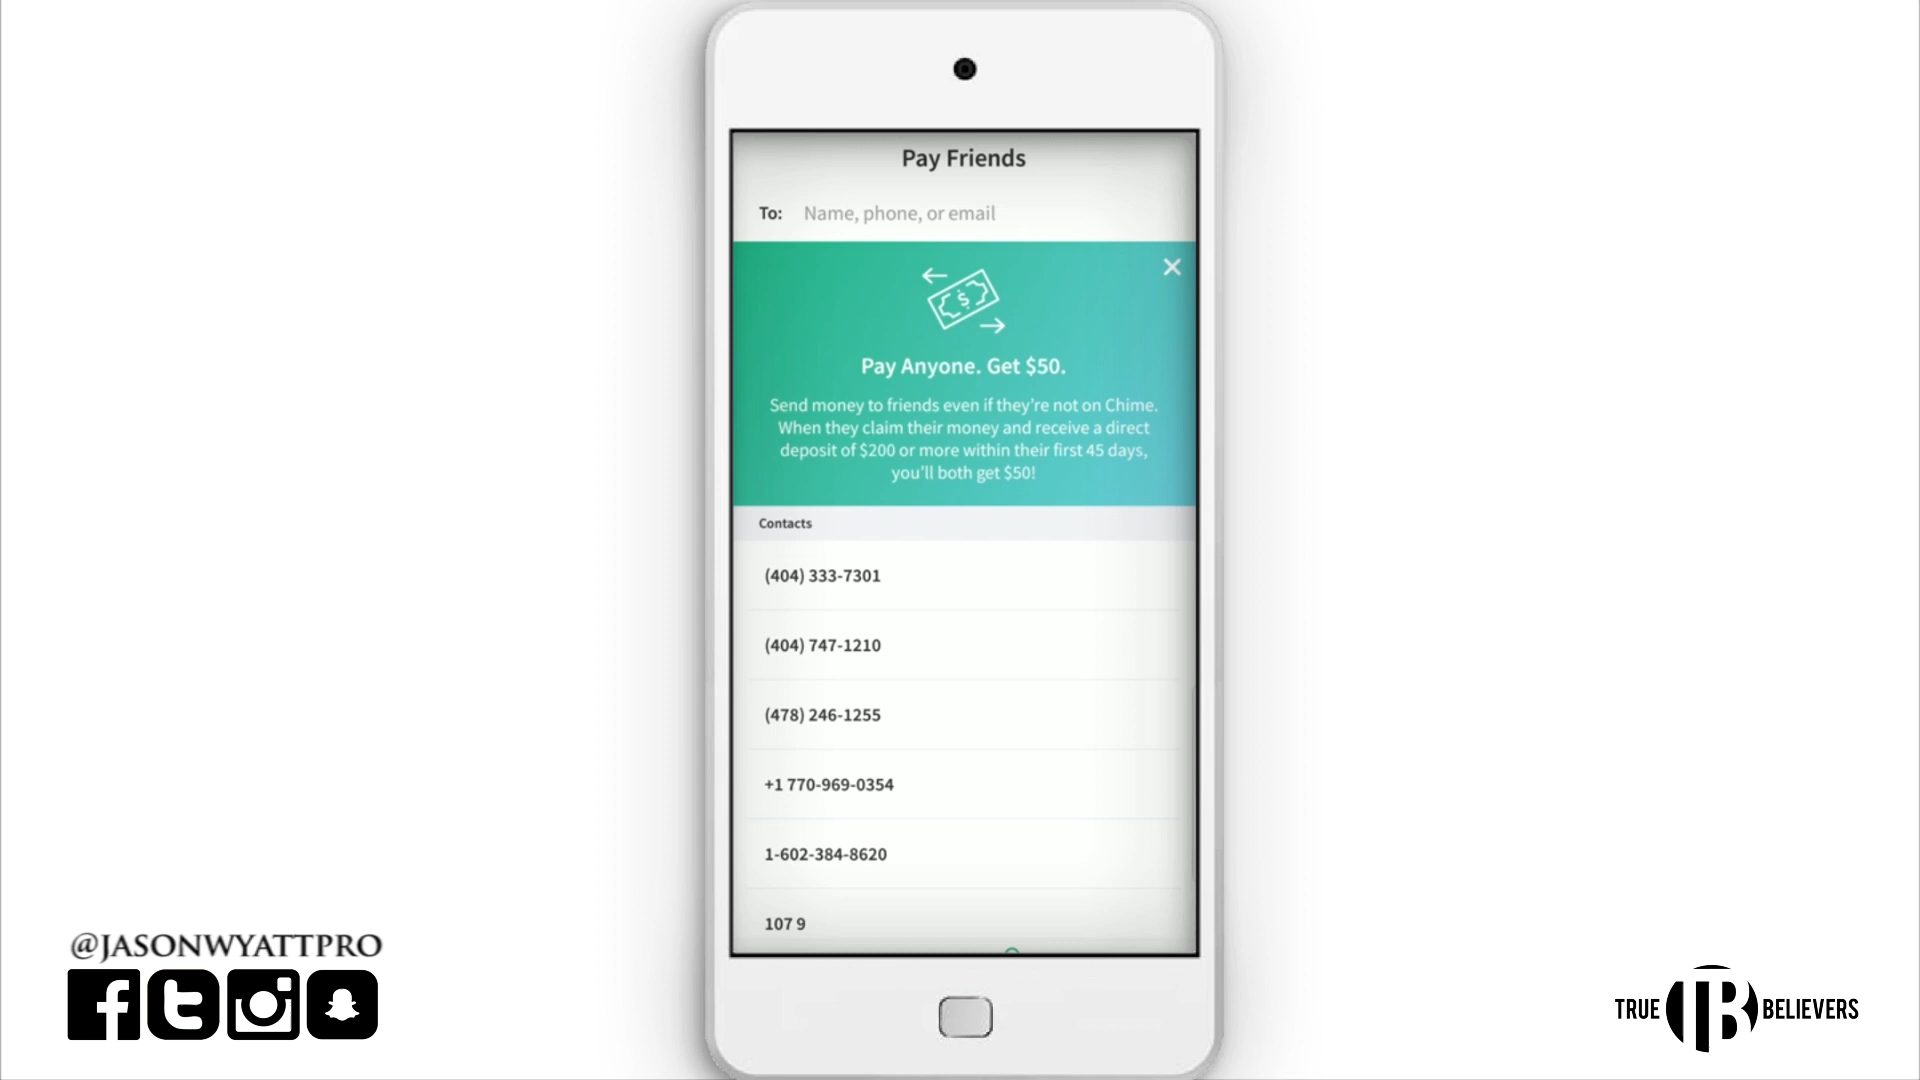 Pay Friends
To: Name, phone, or email
Pay Anyone. Get $50.
Send money to friends even if they're not on Chime.
When they claim their money and receive a direct
deposit of $200 or more within their first 45 days,
you'll both get $50!
Contacts
(404) 333-7301
(404) 747-1210
(478) 246-1255
+1 770-969-0354
1-602-384-8620
107 9
@JASONWYATTPRO
TRUE TB BELIEVERS